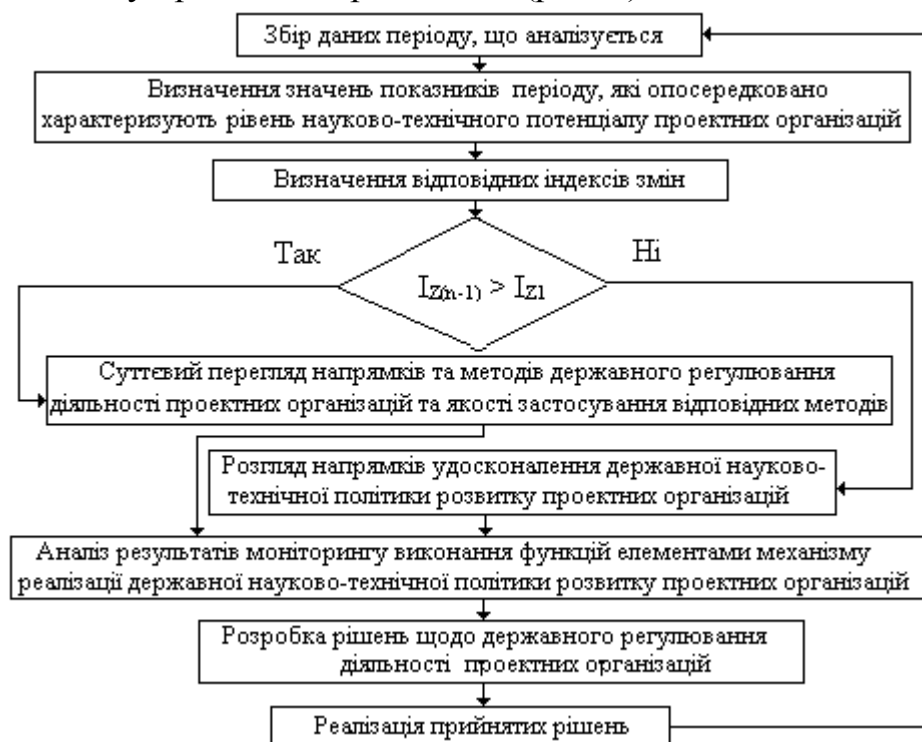 Збір даних періоду, що аналізується
Визначення значень показників періоду, які опосередковано
характеризують рівень науково-технічного потенціалу проектних організацій
Визначення відповідних індексів змін
Так
Ні
I_Z(n-1) > I_Z1
Суттєвий перегляд напрямків та методів державного регулювання
діяльності проектних організацій та якості застосування відповідних методів
Розгляд напрямків удосконалення державної науково-
технічної політики розвитку проектних організацій
Аналіз результатів моніторингу виконання функцій елементами механізму
реалізації державної науково-технічної політики розвитку проектних організацій
Розробка рішень щодо державного регулювання
діяльності проектних організацій
Реалізація прийнятих рішень